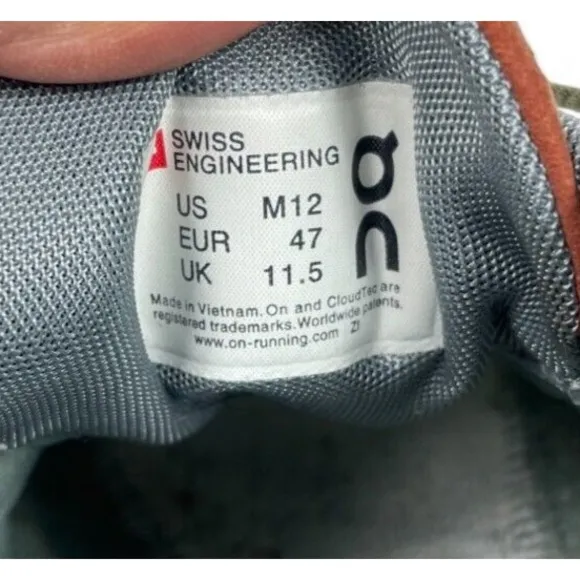 SWISS
ENGINEERING
US M12
EUR 47
UK 11.5
Made in Vietnam. On and CloudTec are
registered trademarks. Worldwide patents.
www.on-running.com ZI
On